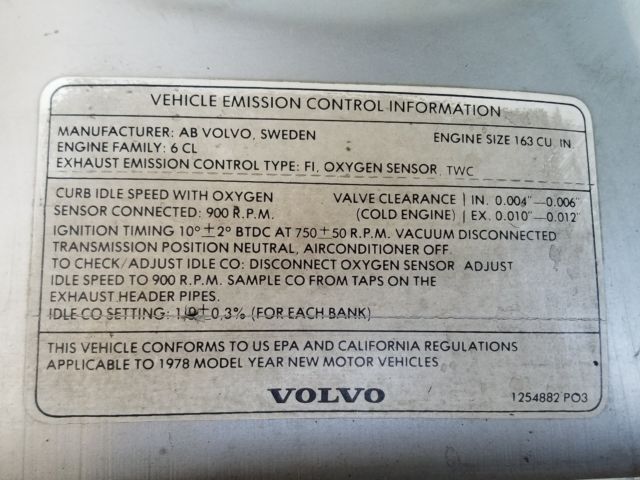 VEHICLE EMISSION CONTROL INFORMATION
MANUFACTURER: AB VOLVO, SWEDEN ENGINE SIZE 163 CU. IN.
ENGINE FAMILY: 6 CL
EXHAUST EMISSION CONTROL TYPE: FI, OXYGEN SENSOR, TWC
CURB IDLE SPEED WITH OXYGEN VALVE CLEARANCE | IN. 0.004"—0.006"
SENSOR CONNECTED: 900 R.P.M. (COLD ENGINE) | EX. 0.010"—0.012"
IGNITION TIMING 10° ± 2° BTDC AT 750 ± 50 R.P.M. VACUUM DISCONNECTED
TRANSMISSION POSITION NEUTRAL, AIRCONDITIONER OFF.
TO CHECK/ADJUST IDLE CO: DISCONNECT OXYGEN SENSOR ADJUST
IDLE SPEED TO 900 R.P.M. SAMPLE CO FROM TAPS ON THE
EXHAUST HEADER PIPES.
IDLE CO SETTING: ±0,3% (FOR EACH BANK)
THIS VEHICLE CONFORMS TO US EPA AND CALIFORNIA REGULATIONS
APPLICABLE TO 1978 MODEL YEAR NEW MOTOR VEHICLES
VOLVO 1254882 PO3